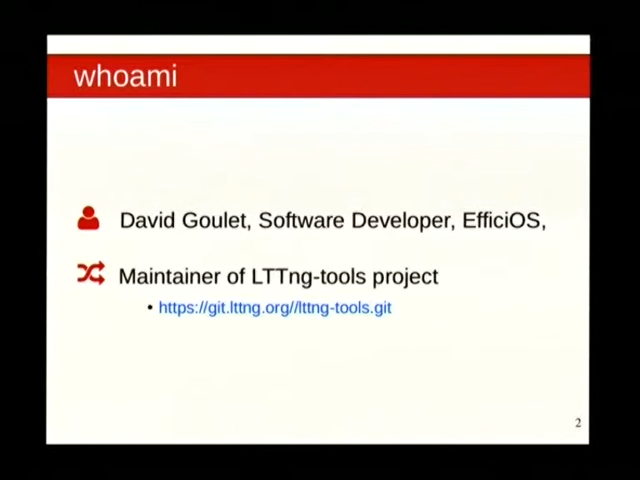 whoami
David Goulet, Software Developer, EfficiOS,
Maintainer of LTTng-tools project
• https://git.lttng.org//lttng-tools.git
2